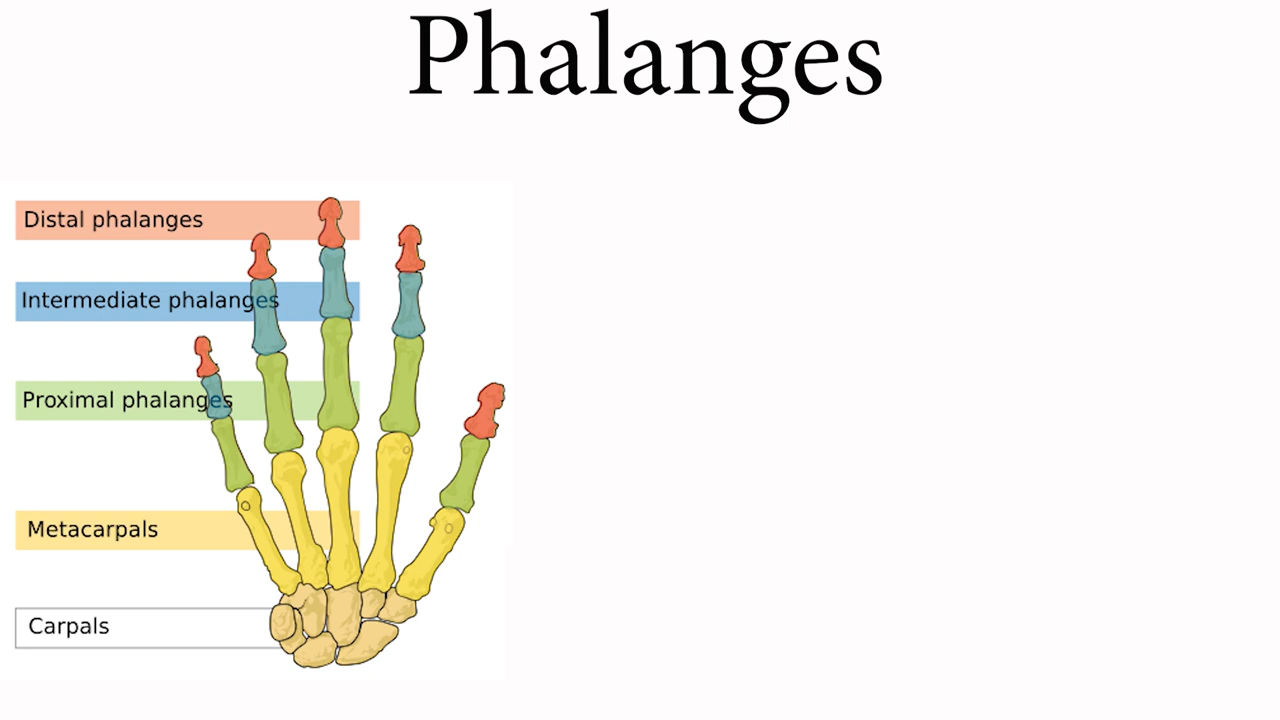 Phalanges
Distal phalanges
Intermediate phalanges
Proximal phalanges
Metacarpals
Carpals